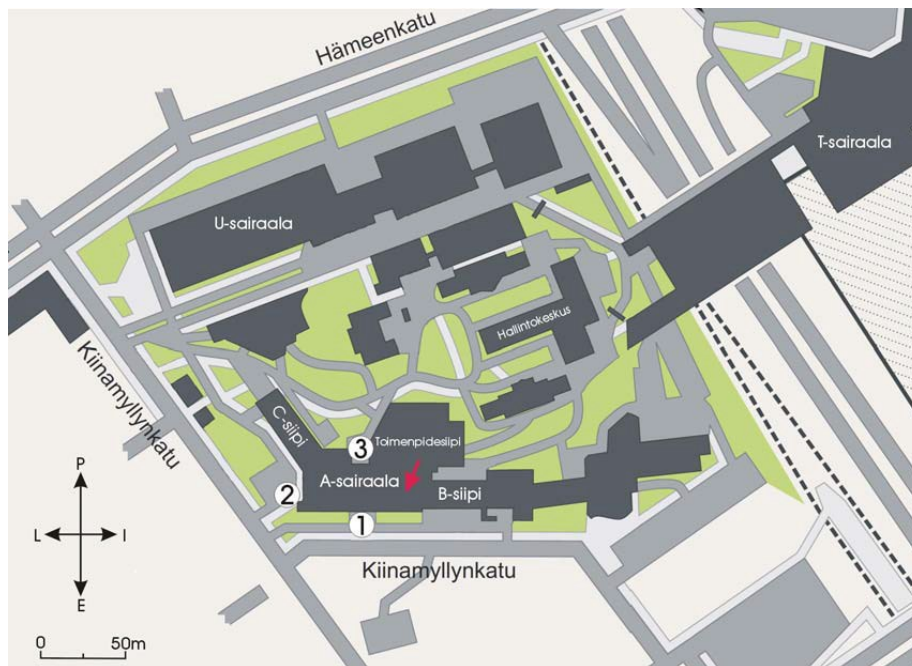 Hämeenkatu
T-sairaala
U-sairaala
Hallintokeskus
Kiinamyllynkatu
C-siipi
3
Toimenpidesiipi
A-sairaala
2
B-siipi
1
P
L
I
E
Kiinamyllynkatu
0
50m